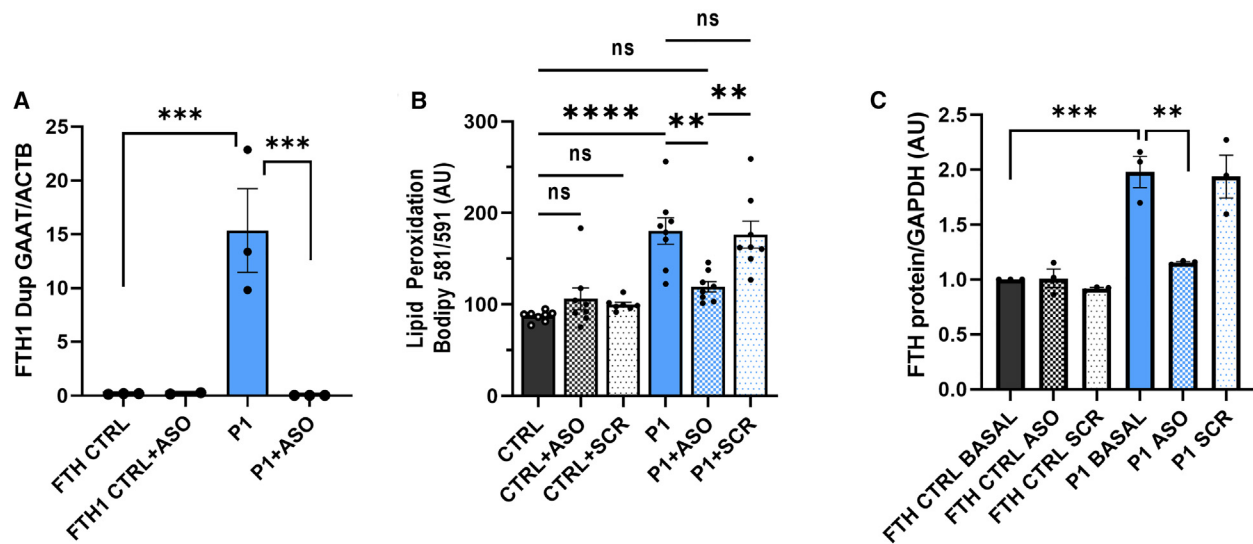 A
FTH1 Dup GAAT/ACTB
25
20
15
10
5
0
***
***
FTH CTRL
FTH1 CTRL+ASO
P1
P1+ASO
B
Lipid Peroxidation
Bodipy 581/591 (AU)
300
200
100
0
ns
ns
****
**
**
ns
ns
CTRL
CTRL+ASO
CTRL+SCR
P1
P1+ASO
P1+SCR
C
FTH protein/GAPDH (AU)
2.5
2.0
1.5
1.0
0.5
0.0
***
**
FTH CTRL BASAL
FTH CTRL ASO
FTH CTRL SCR
P1 BASAL
P1 ASO
P1 SCR